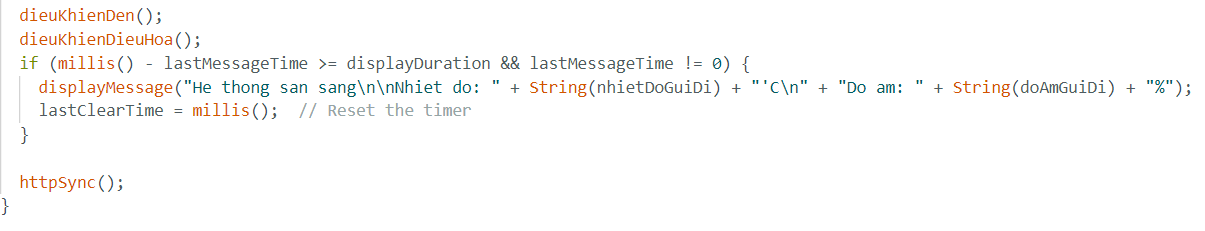 dieuKhienDen();
dieuKhienDieuHoa();
if (millis() - lastMessageTime >= displayDuration && lastMessageTime != 0) {
displayMessage("He thong san sang\n\nNhiet do: " + String(nhietDoGuiDi) + "'C\n" + "Do am: " + String(doAmGuiDi) + "%");
lastClearTime = millis();  // Reset the timer
}
httpSync();
}